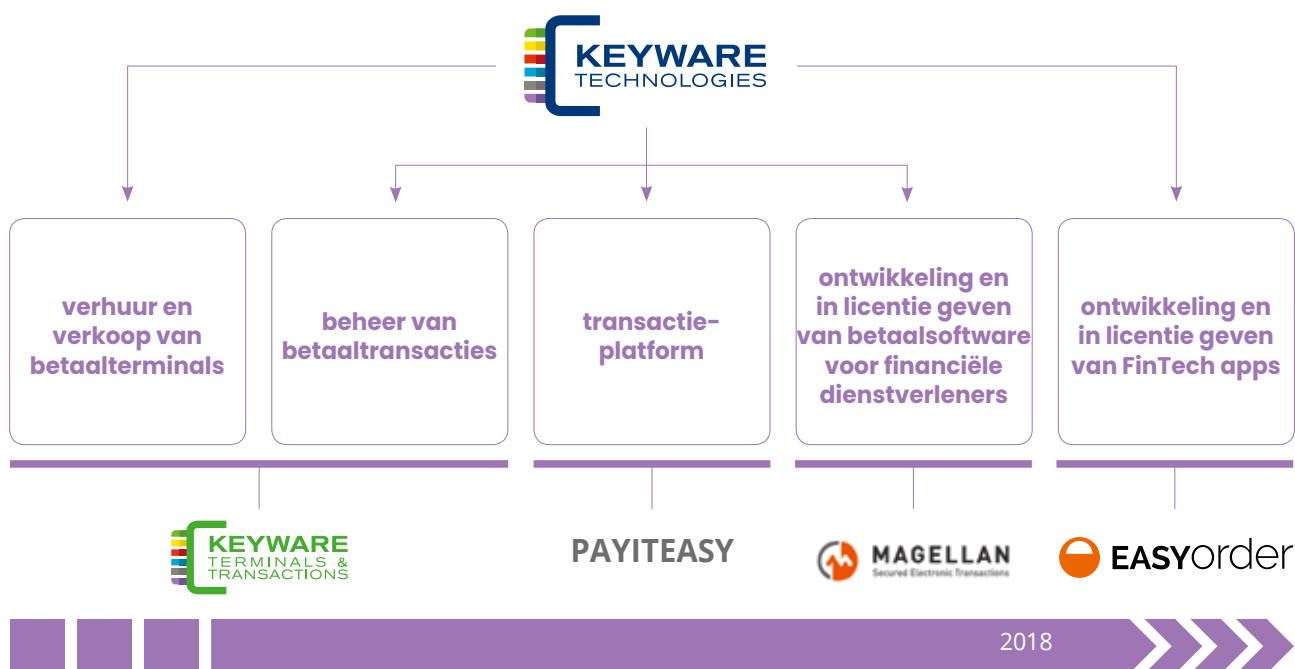 KEYWARE
TECHNOLOGIES
verhuur en
verkoop van
betaalterminals
beheer van
betaaltransacties
transactie-
platform
ontwikkeling en
in licentie geven
van betaalsoftware
voor financiële
dienstverleners
ontwikkeling en
in licentie geven
van FinTech apps
KEYWARE
TERMINALS &
TRANSACTIONS
PAYITEASY
MAGELLAN
Secured Electronic Transactions
EASYorder
2018